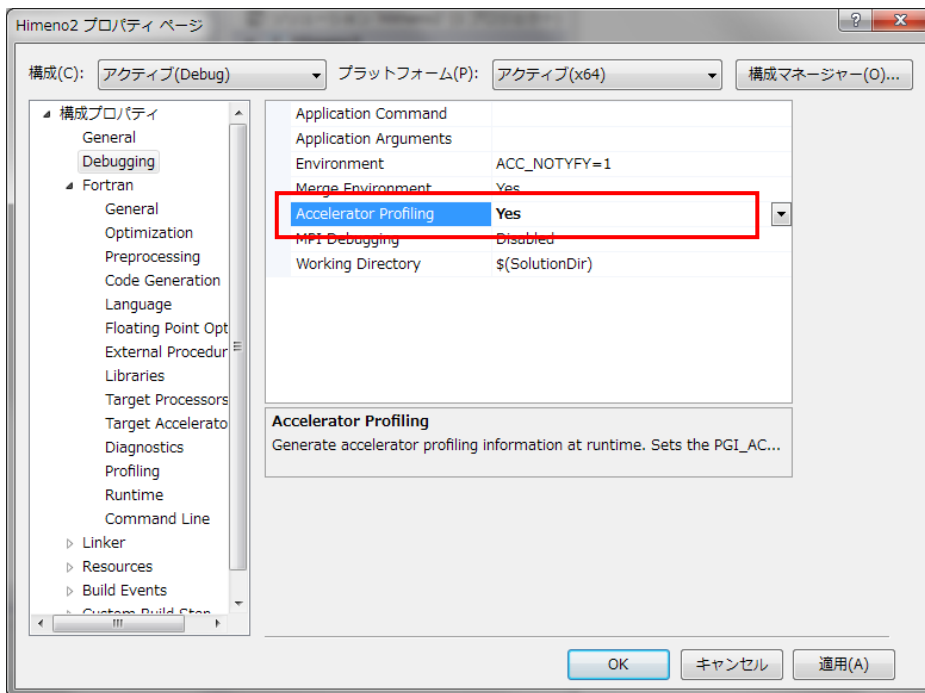 Himeno2 プロパティ ページ
構成(C): アクティブ(Debug) プラットフォーム(P): アクティブ(x64) 構成マネージャー(O)...
構成プロパティ
General
Debugging
Fortran
General
Optimization
Preprocessing
Code Generation
Language
Floating Point Opt
External Procedur
Libraries
Target Processors
Target Accelerato
Diagnostics
Profiling
Runtime
Command Line
Linker
Resources
Build Events
Custom Build Step
Application Command
Application Arguments
Environment ACC_NOTYFY=1
Merge Environment Yes
Accelerator Profiling Yes
MPI Debugging Disabled
Working Directory $(SolutionDir)
Accelerator Profiling
Generate accelerator profiling information at runtime. Sets the PGI_AC...
OK キャンセル 適用(A)